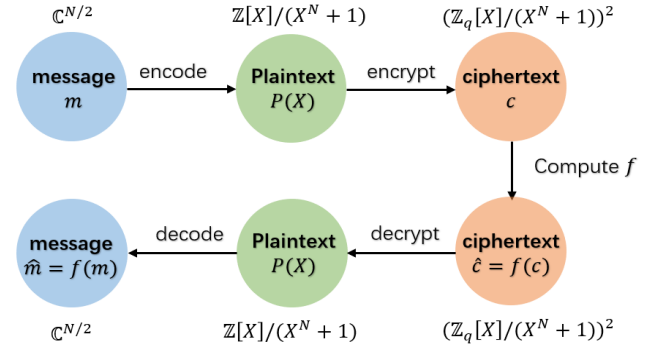 ℂ^{N/2} ℤ[X]/(X^N + 1) (ℤ_q[X]/(X^N + 1))^2
message encode Plaintext encrypt ciphertext
m P(X) c
Compute f
message decode Plaintext decrypt ciphertext
m̂ = f(m) P(X) ĉ = f(c)
ℂ^{N/2} ℤ[X]/(X^N + 1) (ℤ_q[X]/(X^N + 1))^2